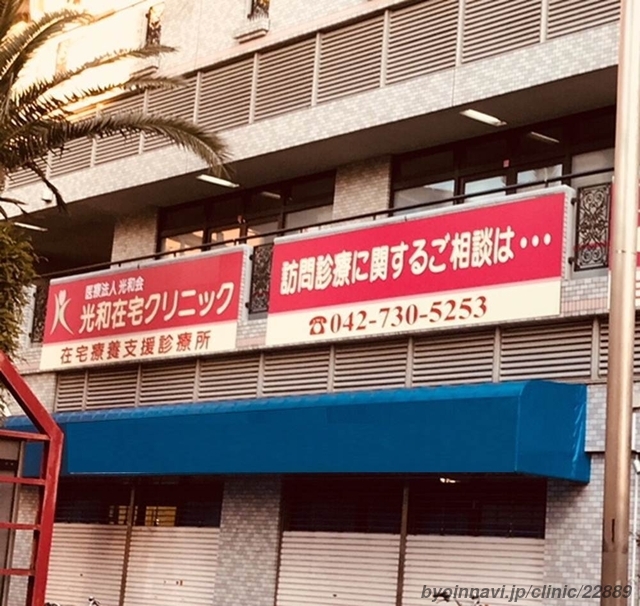 医療法人 光和会
光和在宅クリニック
在宅療養支援診療所
訪問診療に関するご相談は・・・
☎042-730-5253
byoinnavi.jp/clinic/22889